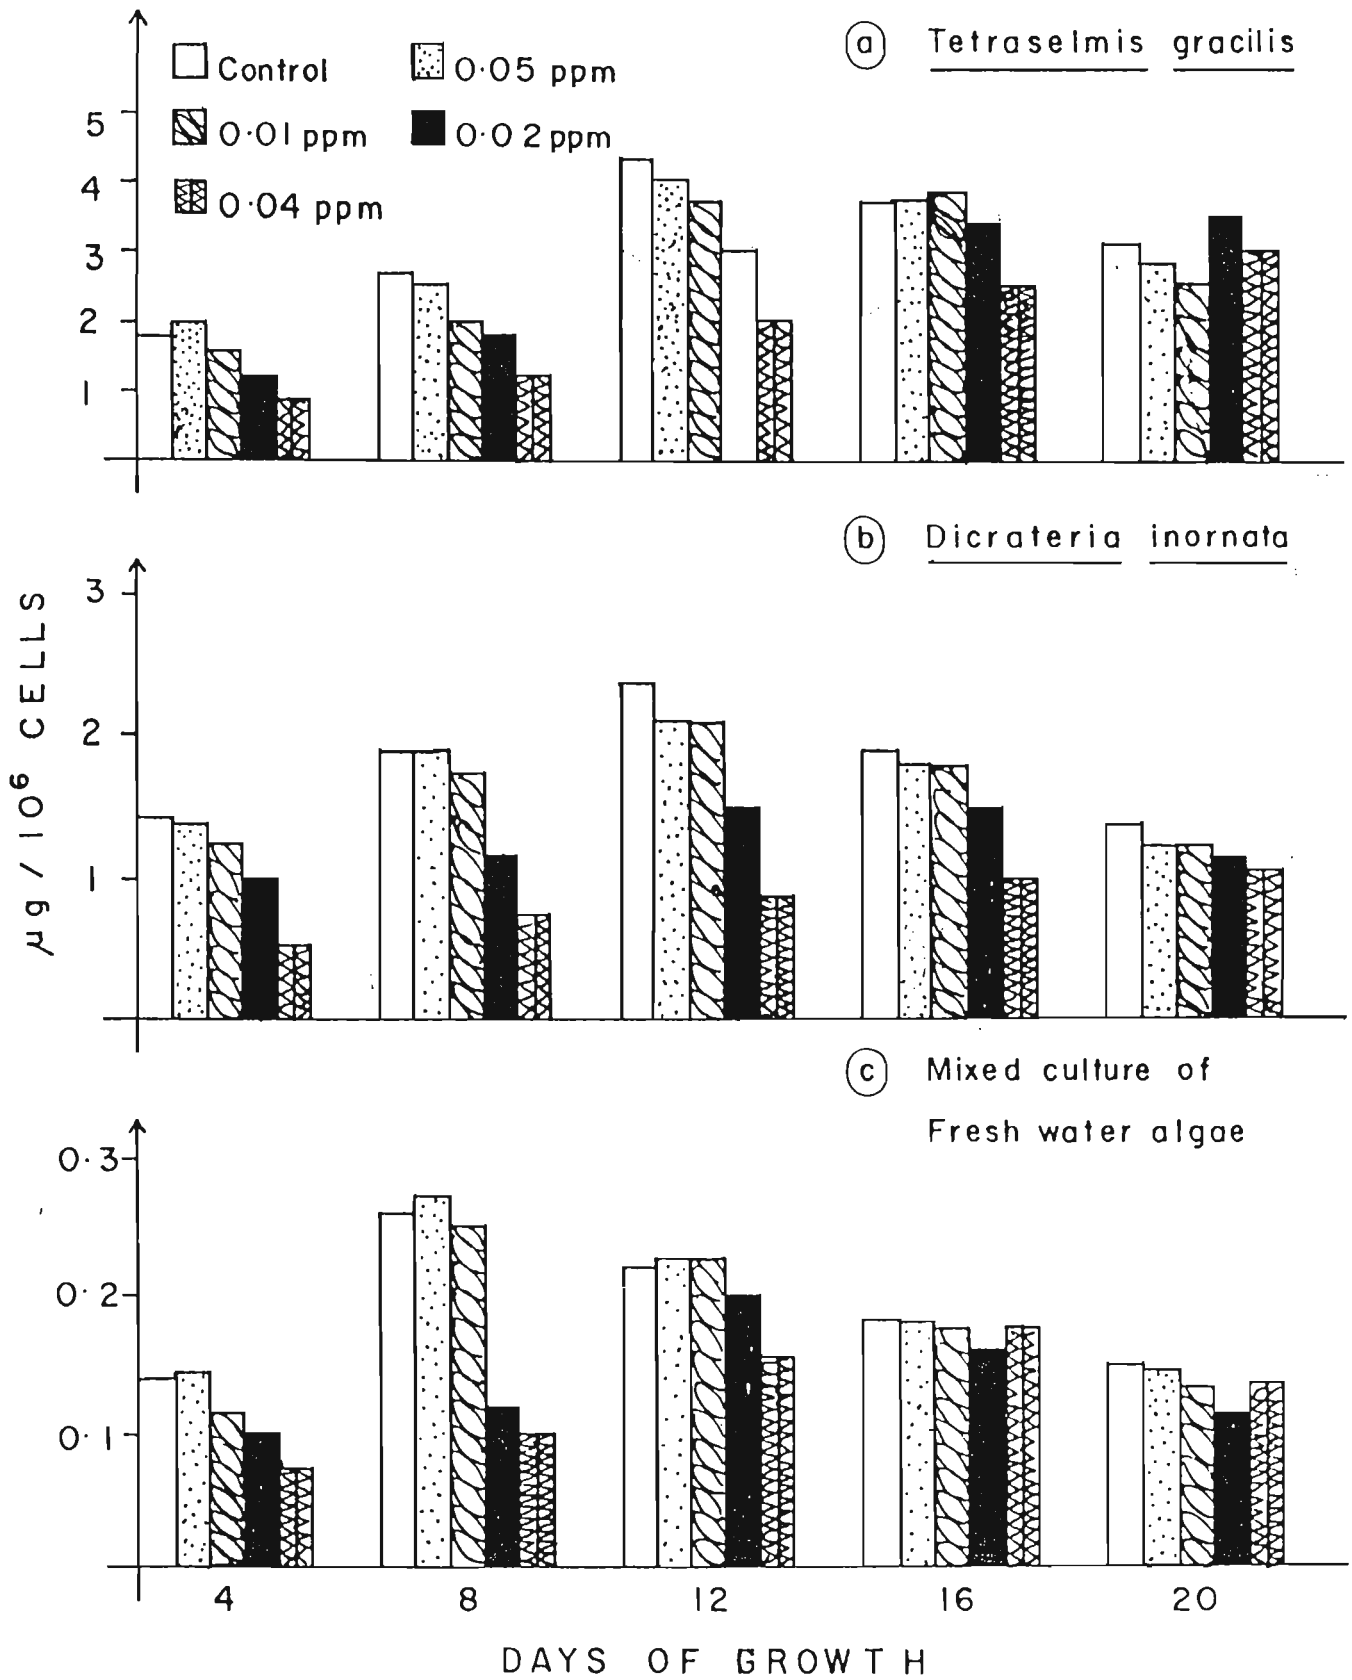 a Tetraselmis gracilis
Control
0.05 ppm
0.01 ppm
0.02 ppm
0.04 ppm
5
4
3
2
1
b Dicrateria inornata
3
2
1
µg / 10⁶ CELLS
c Mixed culture of
Fresh water algae
0.3
0.2
0.1
4 8 12 16 20
DAYS OF GROWTH